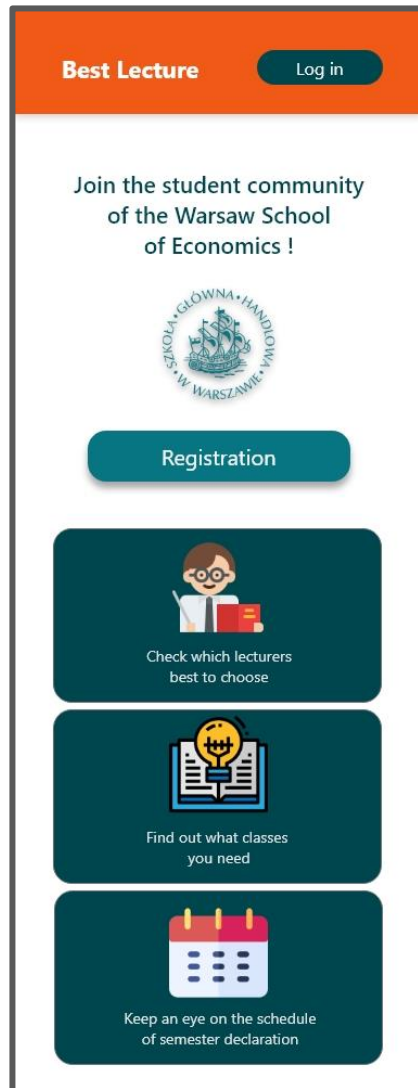 Best Lecture
Log in
Join the student community
of the Warsaw School
of Economics !
SZKOŁA • GŁÓWNA • HANDLOWA • W WARSZAWIE •
Registration
Check which lecturers
best to choose
Find out what classes
you need
Keep an eye on the schedule
of semester declaration